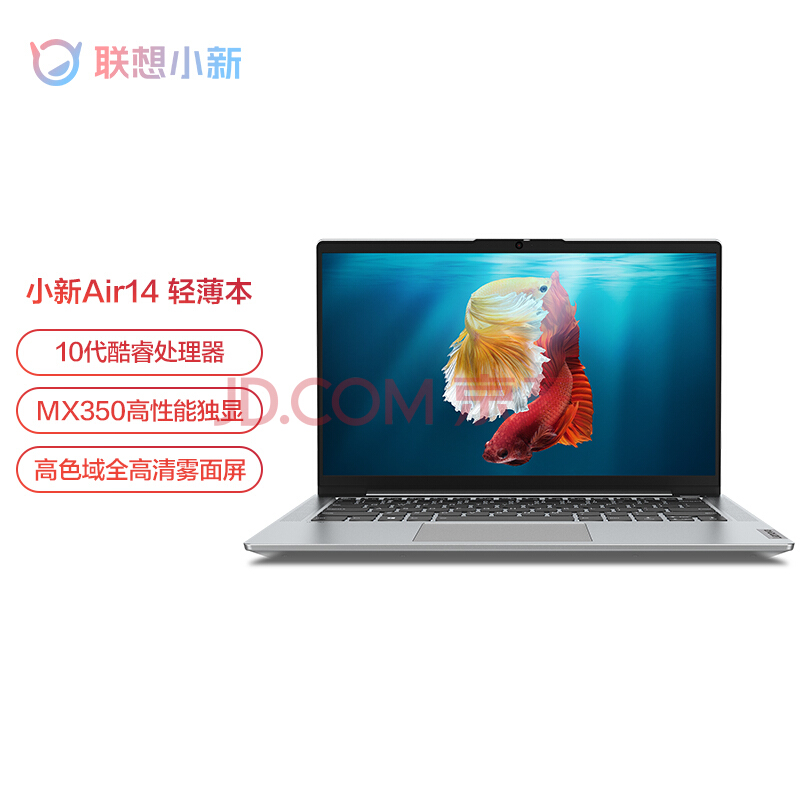 联想小新
小新Air14 轻薄本
10代酷睿处理器
MX350高性能独显
高色域全高清雾面屏
JD.COM 京